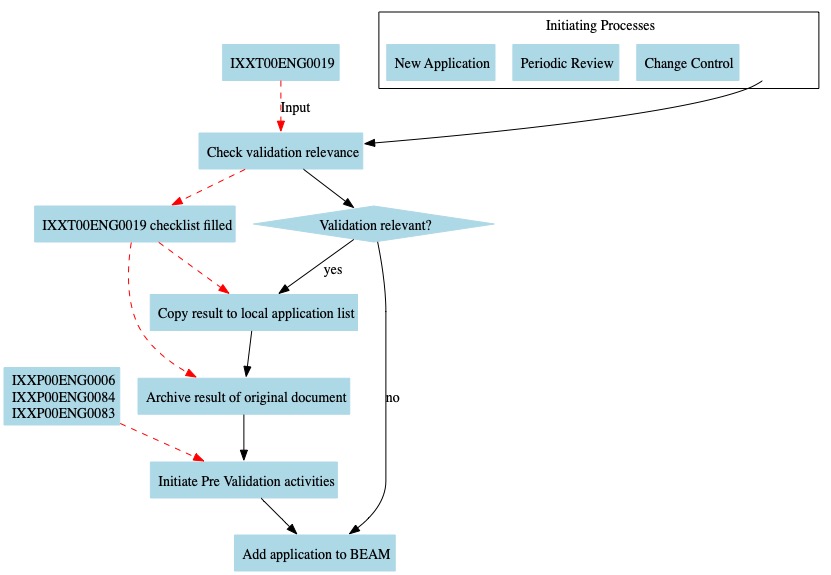 Initiating Processes
IXXT00ENG0019
New Application
Periodic Review
Change Control
Input
Check validation relevance
IXXT00ENG0019 checklist filled
Validation relevant?
yes
Copy result to local application list
IXXP00ENG0006
IXXP00ENG0084
IXXP00ENG0083
Archive result of original document
no
Initiate Pre Validation activities
Add application to BEAM